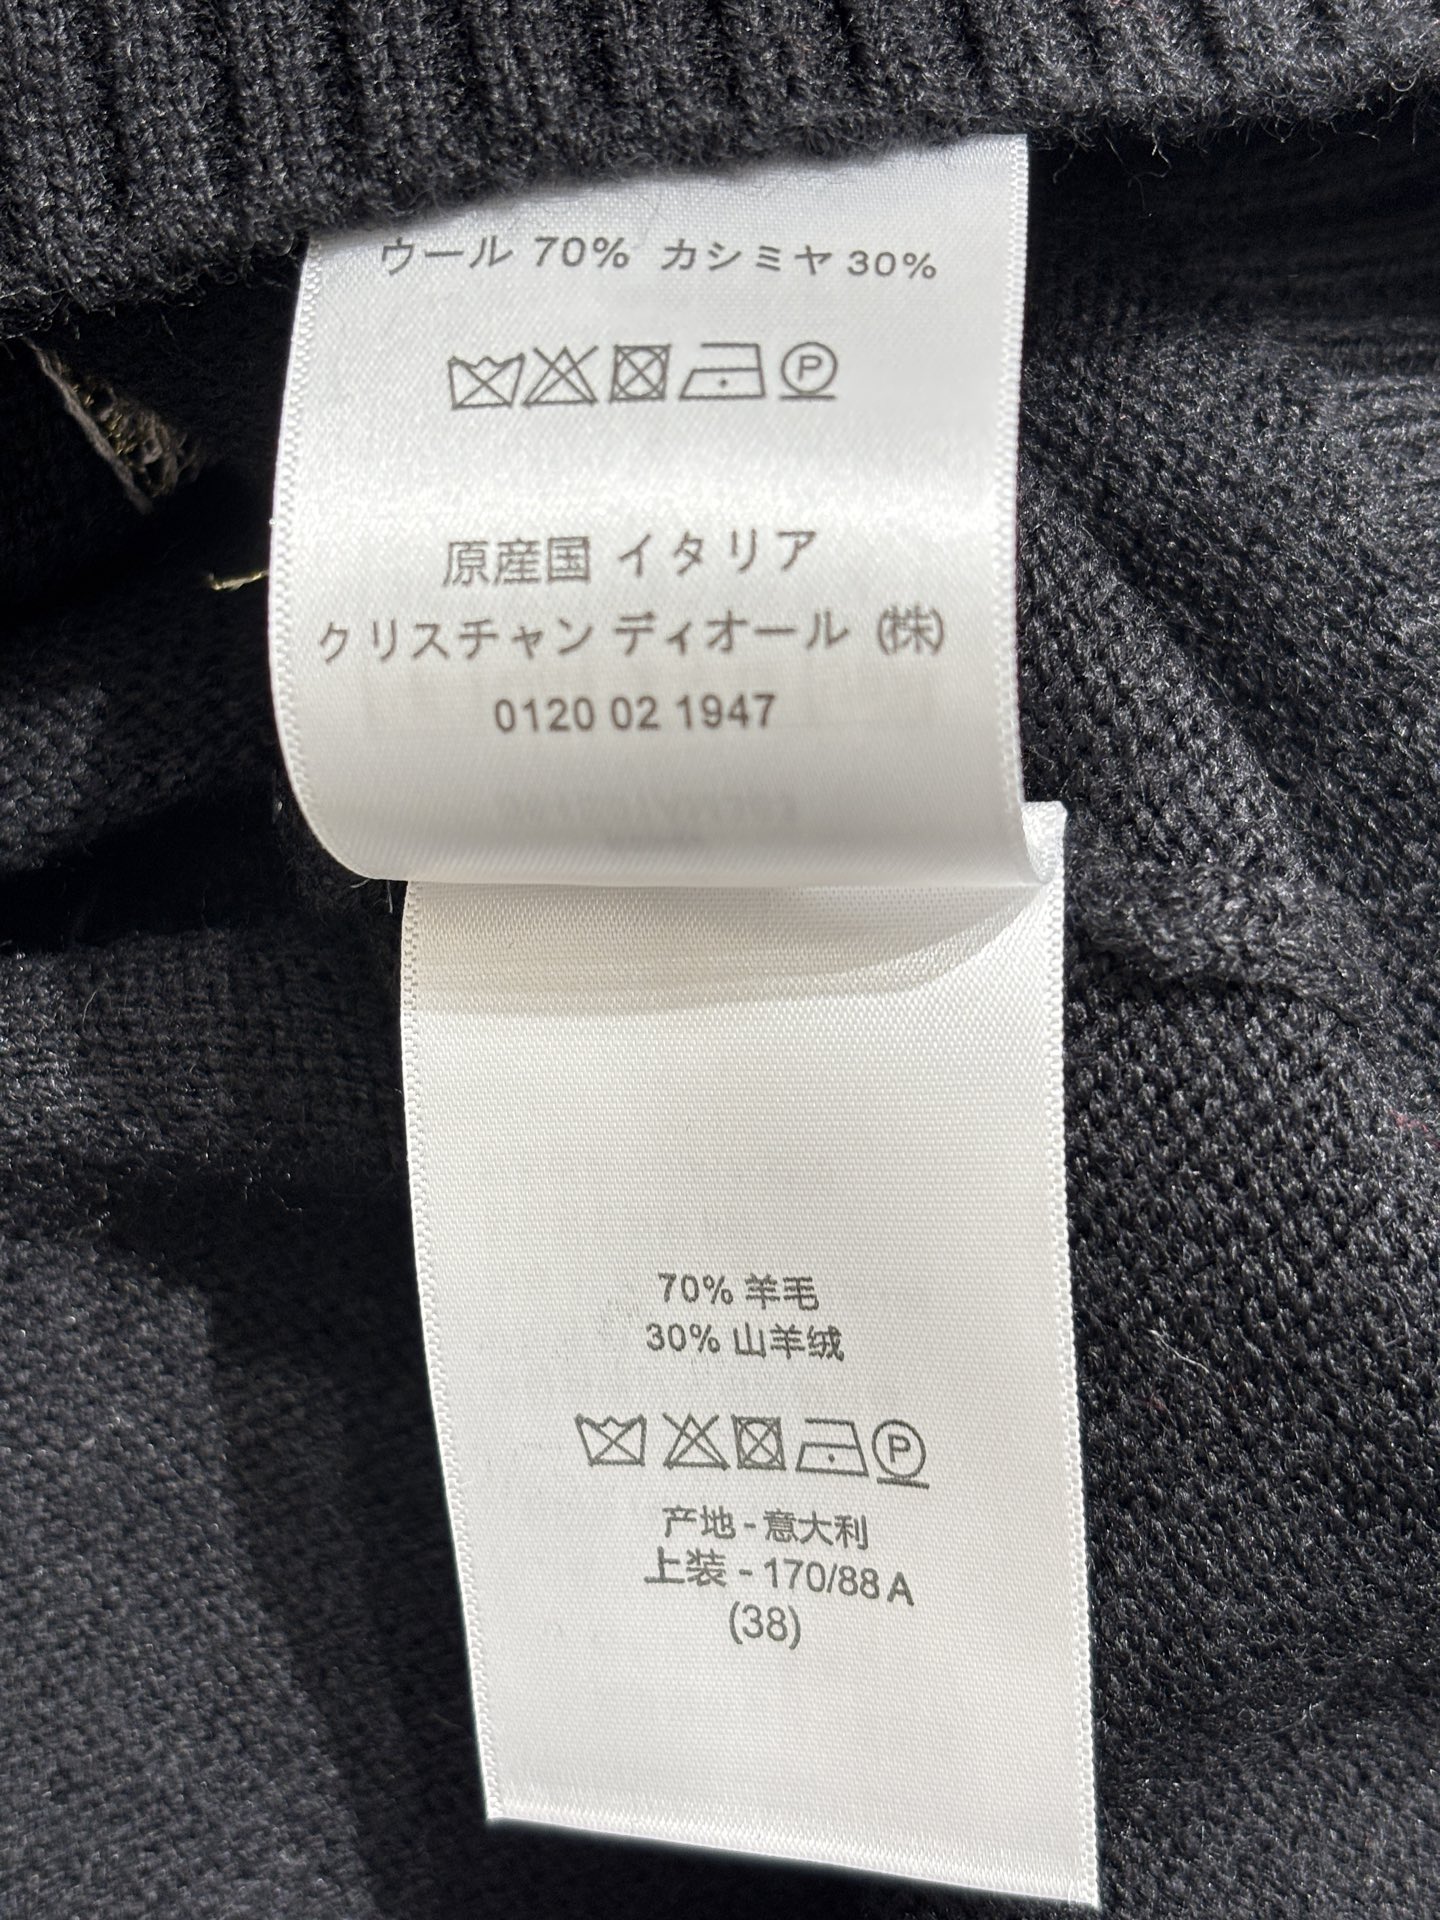 ウール 70% カシミヤ 30%
P
原産国 イタリア
クリスチャン ディオール (株)
0120 02 1947
70% 羊毛
30% 山羊绒
P
产地 - 意大利
上装 - 170/88 A
(38)